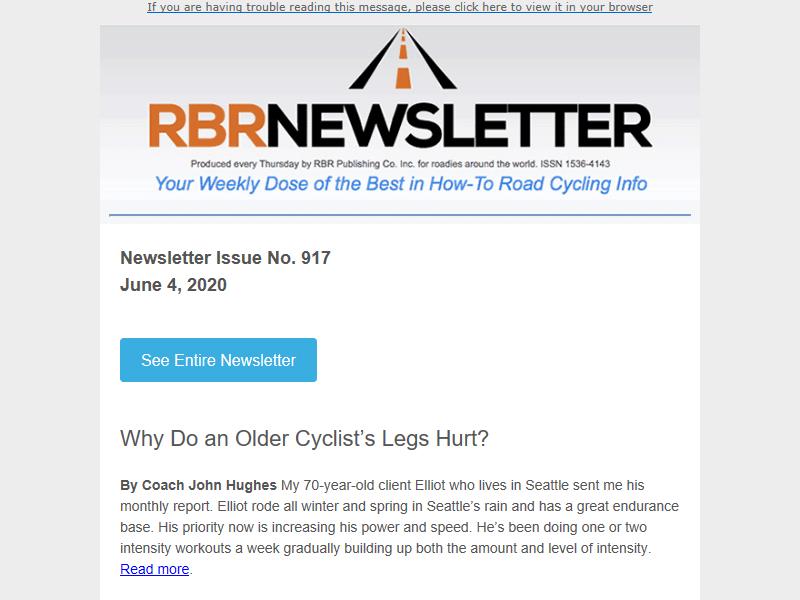 If you are having trouble reading this message, please click here to view it in your browser
RBRNEWSLETTER
Produced every Thursday by RBR Publishing Co. Inc. for roadies around the world. ISSN 1536-4143
Your Weekly Dose of the Best in How-To Road Cycling Info
Newsletter Issue No. 917
June 4, 2020
See Entire Newsletter
Why Do an Older Cyclist’s Legs Hurt?
By Coach John Hughes My 70-year-old client Elliot who lives in Seattle sent me his
monthly report. Elliot rode all winter and spring in Seattle’s rain and has a great endurance
base. His priority now is increasing his power and speed. He’s been doing one or two
intensity workouts a week gradually building up both the amount and level of intensity.
Read more.